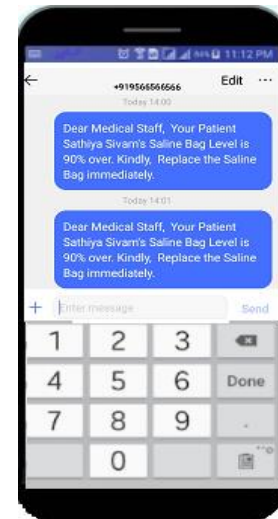 11:12 PM
Edit ...
+919566566566
Today 14:00
Dear Medical Staff, Your Patient
Sathiya Sivam's Saline Bag Level is
90% over. Kindly, Replace the Saline
Bag immediately.
Today 14:01
Dear Medical Staff, Your Patient
Sathiya Sivam's Saline Bag Level is
90% over. Kindly, Replace the Saline
Bag immediately.
+ Enter message Send
1 2 3
4 5 6 Done
7 8 9 .
0